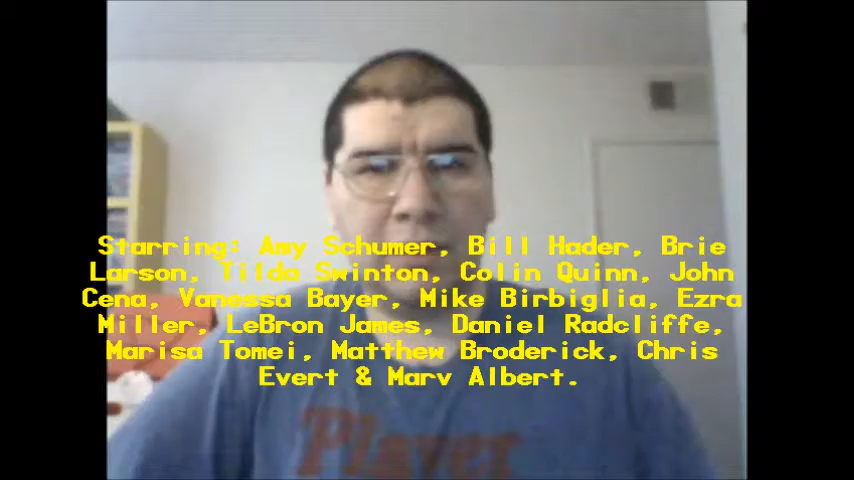 Starring: Amy Schumer, Bill Hader, Brie
Larson, Tilda Swinton, Colin Quinn, John
Cena, Vanessa Bayer, Mike Birbiglia, Ezra
Miller, LeBron James, Daniel Radcliffe,
Marisa Tomei, Matthew Broderick, Chris
Evert & Marv Albert.
Player